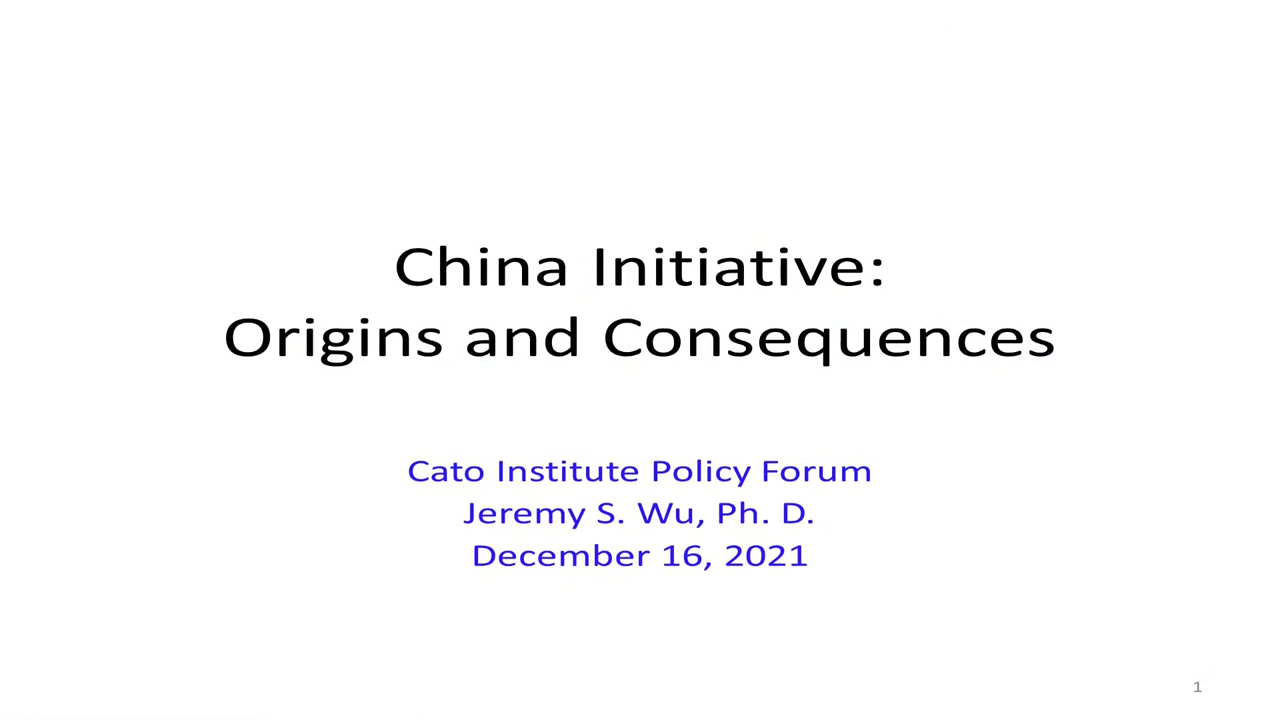 China Initiative:
Origins and Consequences
Cato Institute Policy Forum
Jeremy S. Wu, Ph. D.
December 16, 2021
1